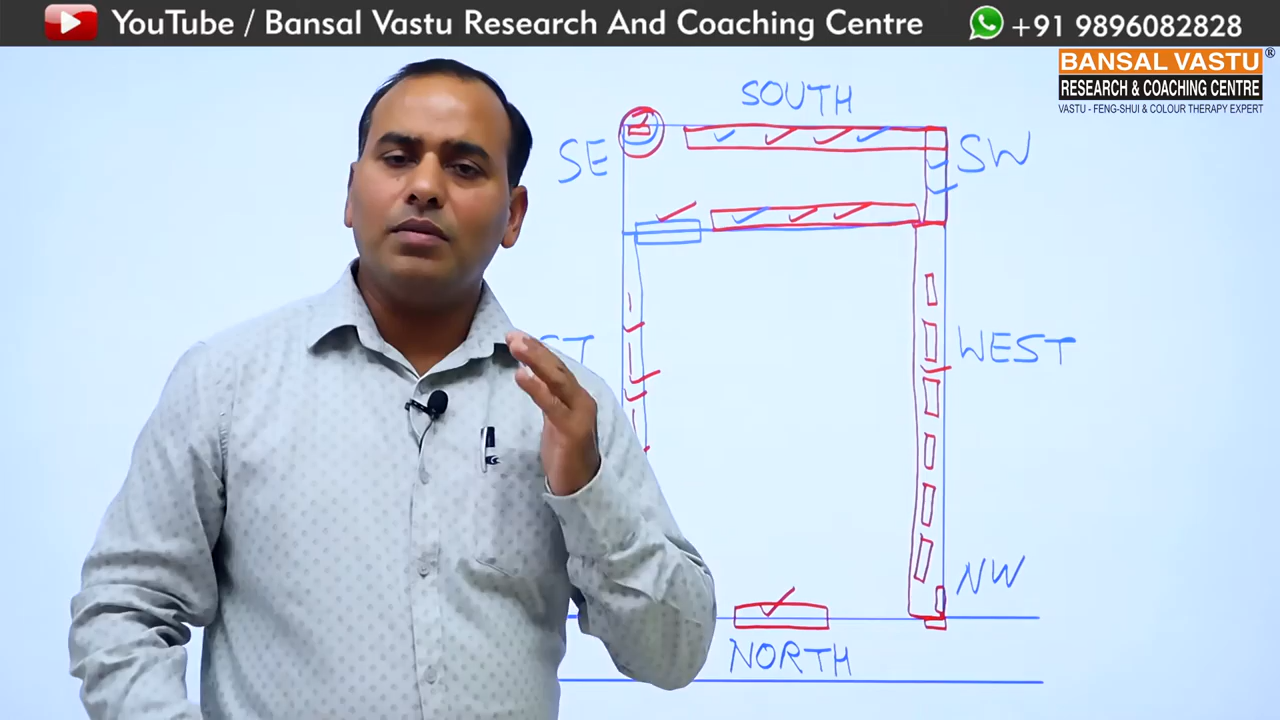 YouTube / Bansal Vastu Research And Coaching Centre
+91 9896082828
BANSAL VASTU®
RESEARCH & COACHING CENTRE
VASTU - FENG-SHUI & COLOUR THERAPY EXPERT
SOUTH
SE
SW
WEST
NW
NORTH